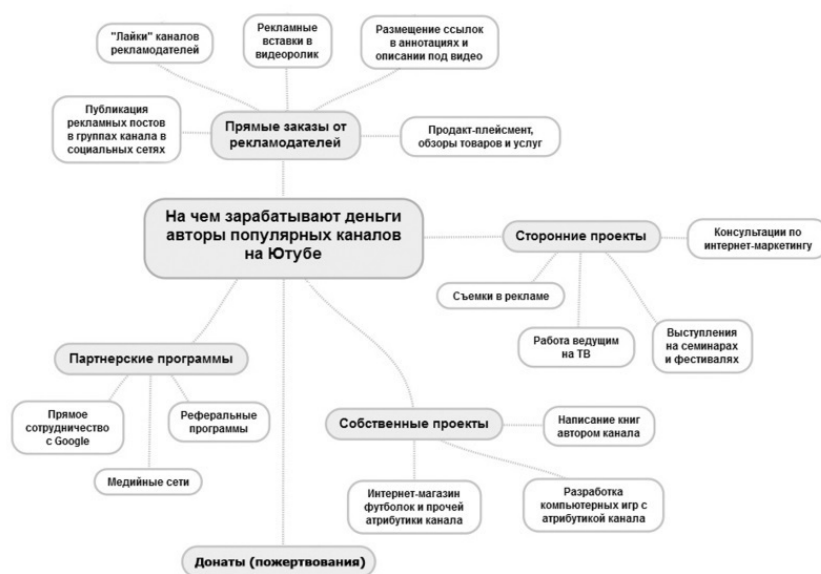 "Лайки" каналов
рекламодателей
Рекламные
вставки в
видеоролик
Размещение ссылок
в аннотациях и
описании под видео
Публикация
рекламных постов
в группах канала в
социальных сетях
Прямые заказы от
рекламодателей
Продакт-плейсмент,
обзоры товаров и услуг
На чем зарабатывают деньги
авторы популярных каналов
на Ютубе
Сторонние проекты
Консультации по
интернет-маркетингу
Съемки в рекламе
Работа ведущим
на ТВ
Выступления
на семинарах
и фестивалях
Партнерские программы
Прямое
сотрудничество
с Google
Реферальные
программы
Медийные сети
Собственные проекты
Написание книг
автором канала
Интернет-магазин
футболок и прочей
атрибутики канала
Разработка
компьютерных игр с
атрибутикой канала
Донаты (пожертвования)